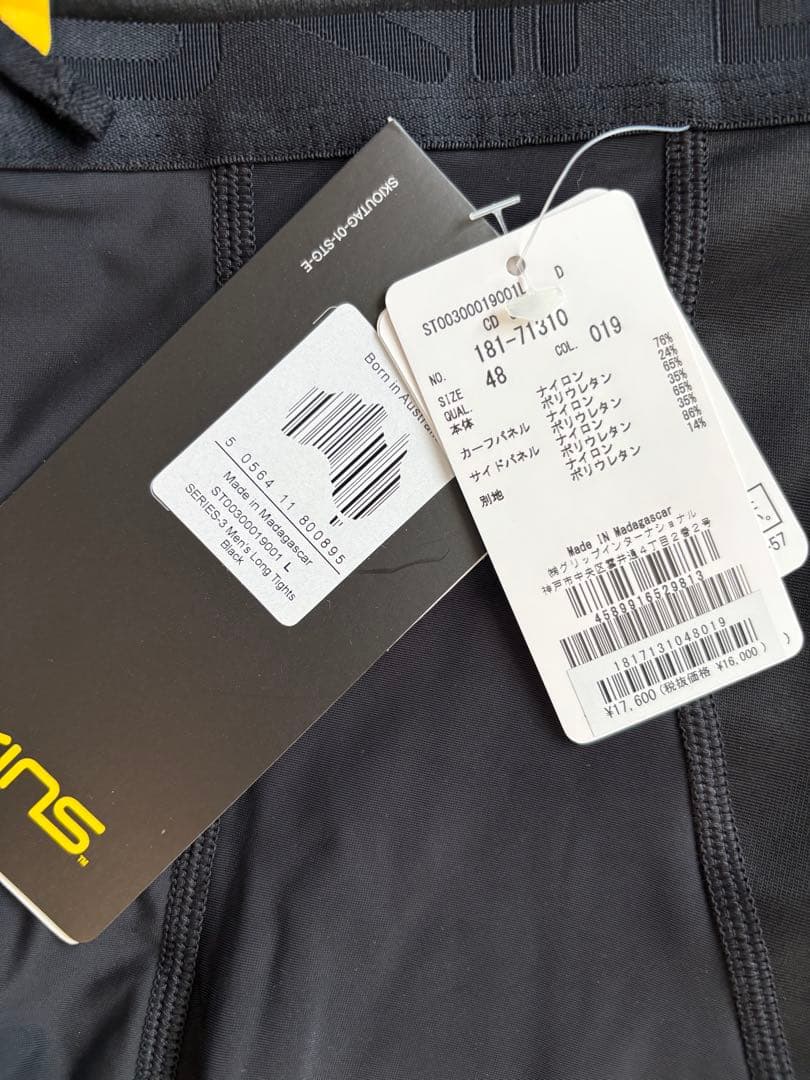 SKIOUTAG-01-STG-E
Born in Austra
5 0564 11 800895
Made in Madagascar
ST00300019001 L
SERIES-3 Men's Long Tights
Black
SKINS™
ST00300019001L D
CD
NO. 181-71310
SIZE 48 COL. 019
QUAL.
本体 ナイロン 76%
ポリウレタン 24%
カーフパネル ナイロン 65%
ポリウレタン 35%
サイドパネル ナイロン 65%
ポリウレタン 35%
別地 ナイロン 86%
ポリウレタン 14%
Made IN Madagascar
㈱グリップインターナショナル
神戸市中央区雲井通4丁目2番2号
4589916529813
1817131048019
¥17,600(税抜価格 ¥16,000)
57